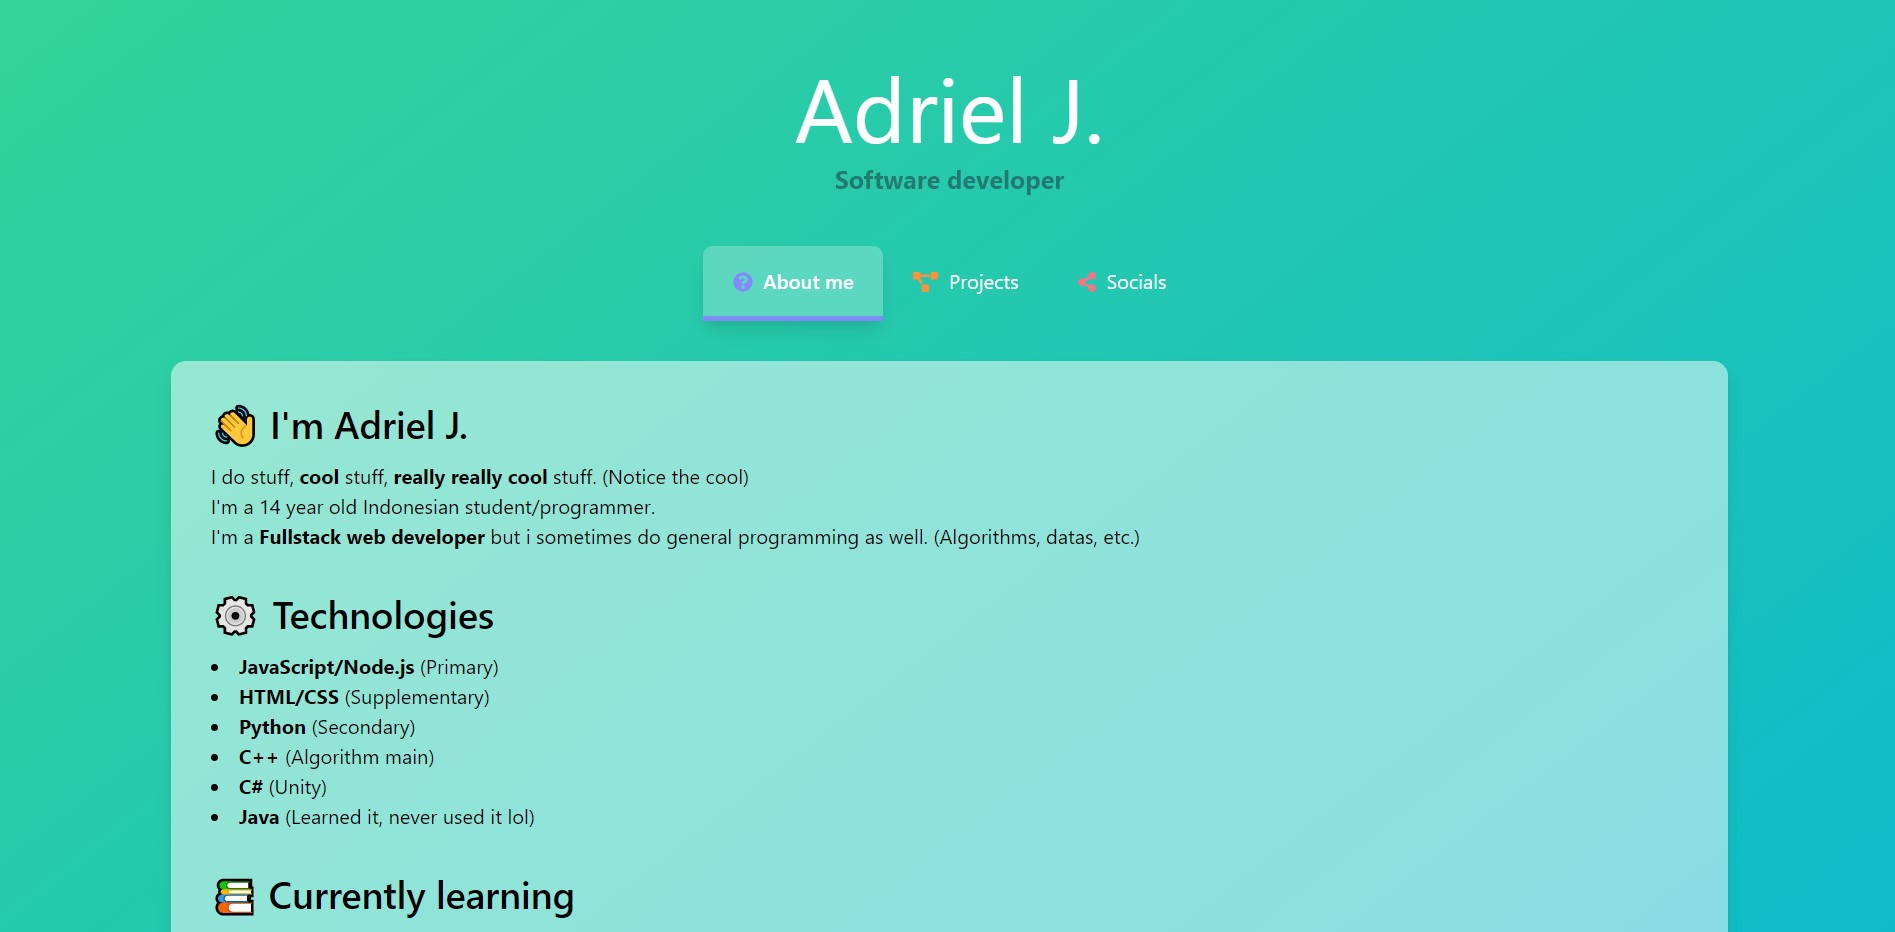 Adriel J.
Software developer
About me
Projects
Socials
I'm Adriel J.
I do stuff, cool stuff, really really cool stuff. (Notice the cool)
I'm a 14 year old Indonesian student/programmer.
I'm a Fullstack web developer but i sometimes do general programming as well. (Algorithms, datas, etc.)
Technologies
JavaScript/Node.js (Primary)
HTML/CSS (Supplementary)
Python (Secondary)
C++ (Algorithm main)
C# (Unity)
Java (Learned it, never used it lol)
Currently learning